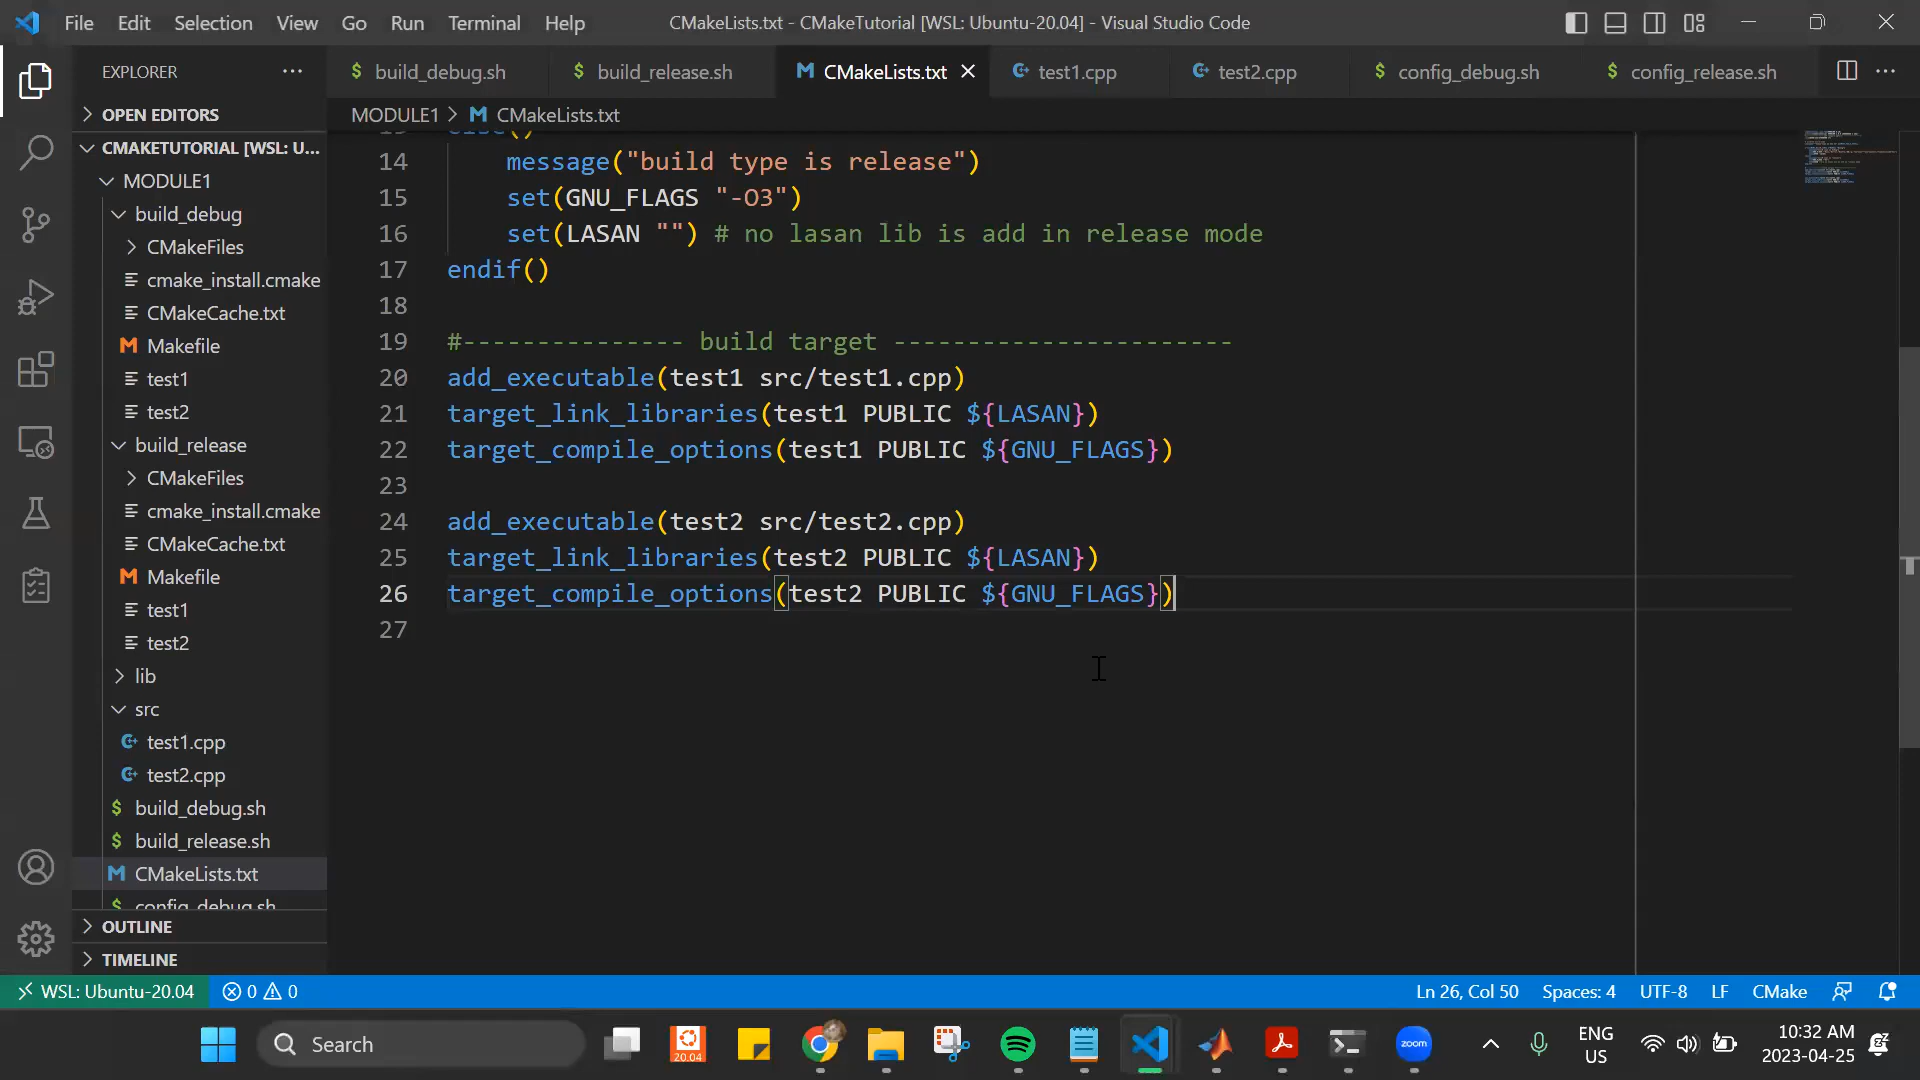 File Edit Selection View Go Run Terminal Help
CMakeLists.txt - CMakeTutorial [WSL: Ubuntu-20.04] - Visual Studio Code
EXPLORER
$ build_debug.sh
$ build_release.sh
M CMakeLists.txt
test1.cpp
test2.cpp
$ config_debug.sh
$ config_release.sh
MODULE1 > M CMakeLists.txt
OPEN EDITORS
CMAKETUTORIAL [WSL: U...
MODULE1
build_debug
CMakeFiles
cmake_install.cmake
CMakeCache.txt
M Makefile
test1
test2
build_release
CMakeFiles
cmake_install.cmake
CMakeCache.txt
M Makefile
test1
test2
lib
src
test1.cpp
test2.cpp
$ build_debug.sh
$ build_release.sh
M CMakeLists.txt
$ config_debug.sh
OUTLINE
TIMELINE
13 else()
14 message("build type is release")
15 set(GNU_FLAGS "-O3")
16 set(LASAN "") # no lasan lib is add in release mode
17 endif()
18
19 #--------------- build target -----------------------
20 add_executable(test1 src/test1.cpp)
21 target_link_libraries(test1 PUBLIC ${LASAN})
22 target_compile_options(test1 PUBLIC ${GNU_FLAGS})
23
24 add_executable(test2 src/test2.cpp)
25 target_link_libraries(test2 PUBLIC ${LASAN})
26 target_compile_options(test2 PUBLIC ${GNU_FLAGS})
27
WSL: Ubuntu-20.04 0 0
Ln 26, Col 50 Spaces: 4 UTF-8 LF CMake
Search
20.04
zoom
ENG
US
10:32 AM
2023-04-25